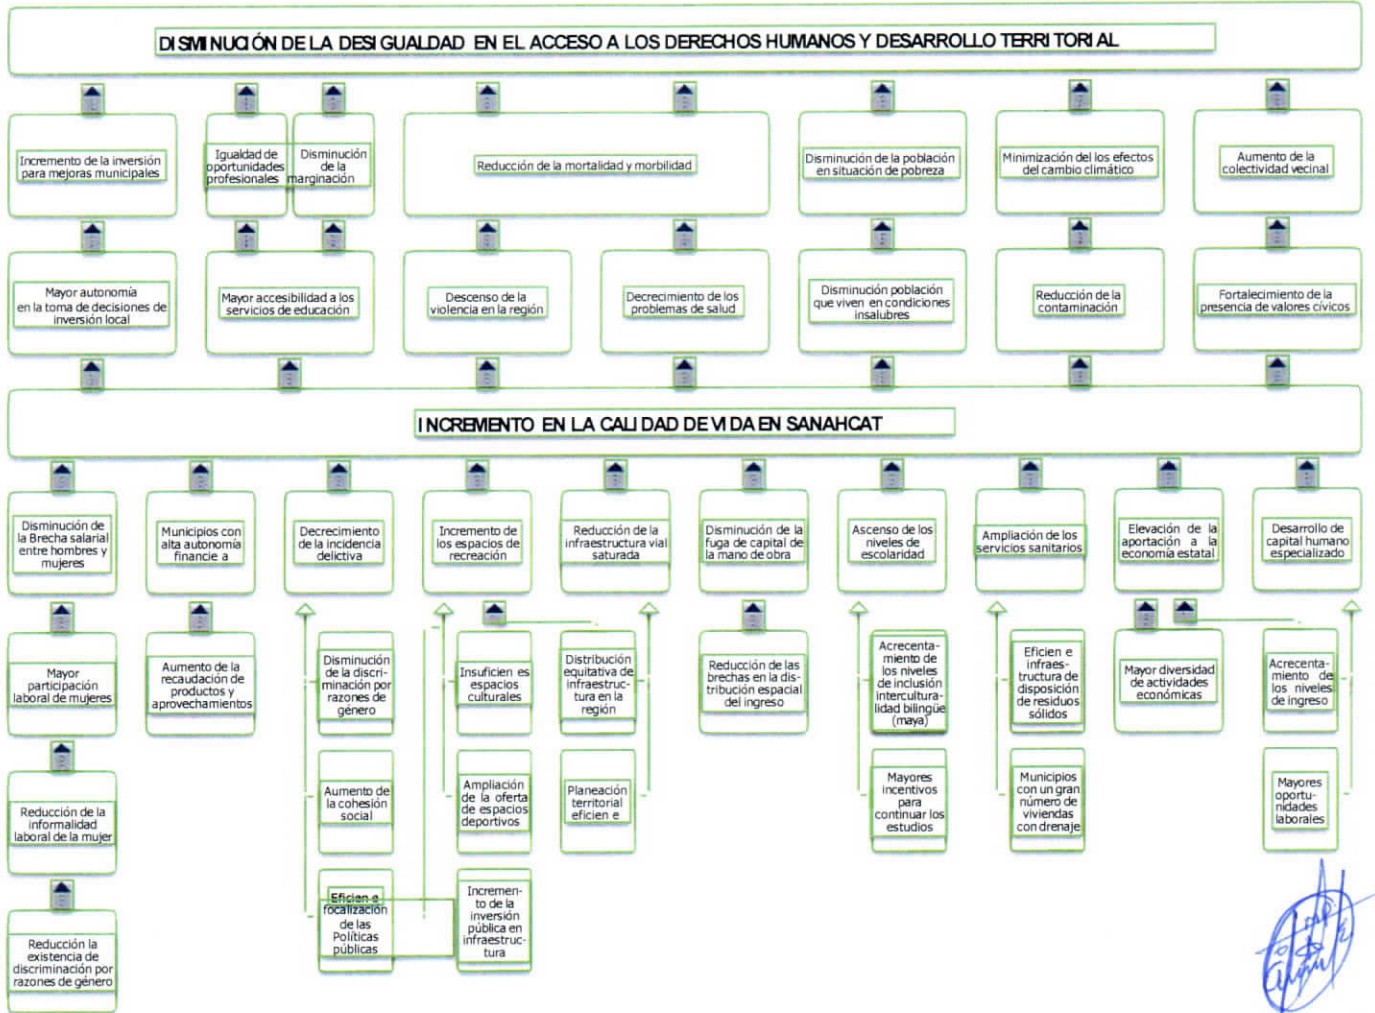 DISMINUCIÓN DE LA DESIGUALDAD EN EL ACCESO A LOS DERECHOS HUMANOS Y DESARROLLO TERRITORIAL
Incremento de la inversión
para mejoras municipales
Igualdad de
oportunidades
profesionales
Disminución
de la
marginación
Reducción de la mortalidad y morbilidad
Disminución de la población
en situación de pobreza
Minimización del los efectos
del cambio climático
Aumento de la
colectividad vecinal
Mayor autonomía
en la toma de decisiones de
inversión local
Mayor accesibilidad a los
servicios de educación
Descenso de la
violencia en la región
Decrecimiento de los
problemas de salud
Disminución población
que viven en condiciones
insalubres
Reducción de la
contaminación
Fortalecimiento de la
presencia de valores cívicos
INCREMENTO EN LA CALIDAD DE VIDA EN SANAHCAT
Disminución de
la Brecha salarial
entre hombres y
mujeres
Municipios con
alta autonomía
financie a
Decrecimiento
de la incidencia
delictiva
Incremento de
los espacios de
recreación
Reducción de la
infraestructura vial
saturada
Disminución de la
fuga de capital de
la mano de obra
Ascenso de los
niveles de
escolaridad
Ampliación de los
servicios sanitarios
Elevación de la
aportación a la
economía estatal
Desarrollo de
capital humano
especializado
Mayor
participación
laboral de mujeres
Aumento de la
recaudación de
productos y
aprovechamientos
Disminución
de la discri-
minación por
razones de
género
Insuficien es
espacios
culturales
Distribución
equitativa de
infraestruc-
tura en la
región
Reducción de las
brechas en la dis-
tribución espacial
del ingreso
Acrecenta-
miento de
los niveles
de inclusión
intercultura-
lidad bilingüe
(maya)
Eficien e
infraes-
tructura de
disposición
de residuos
sólidos
Mayor diversidad
de actividades
económicas
Acrecenta-
miento de
los niveles
de ingreso
Reducción de la
informalidad
laboral de la mujer
Aumento de
la cohesión
social
Ampliación
de la oferta
de espacios
deportivos
Planeación
territorial
eficien e
Mayores
incentivos
para
continuar los
estudios
Municipios
con un gran
número de
viviendas
con drenaje
Mayores
oportu-
nidades
laborales
Reducción la
existencia de
discriminación por
razones de género
Eficien e
focalización
de las
Políticas
públicas
Incremen-
to de la
inversión
pública en
infraestruc-
tura